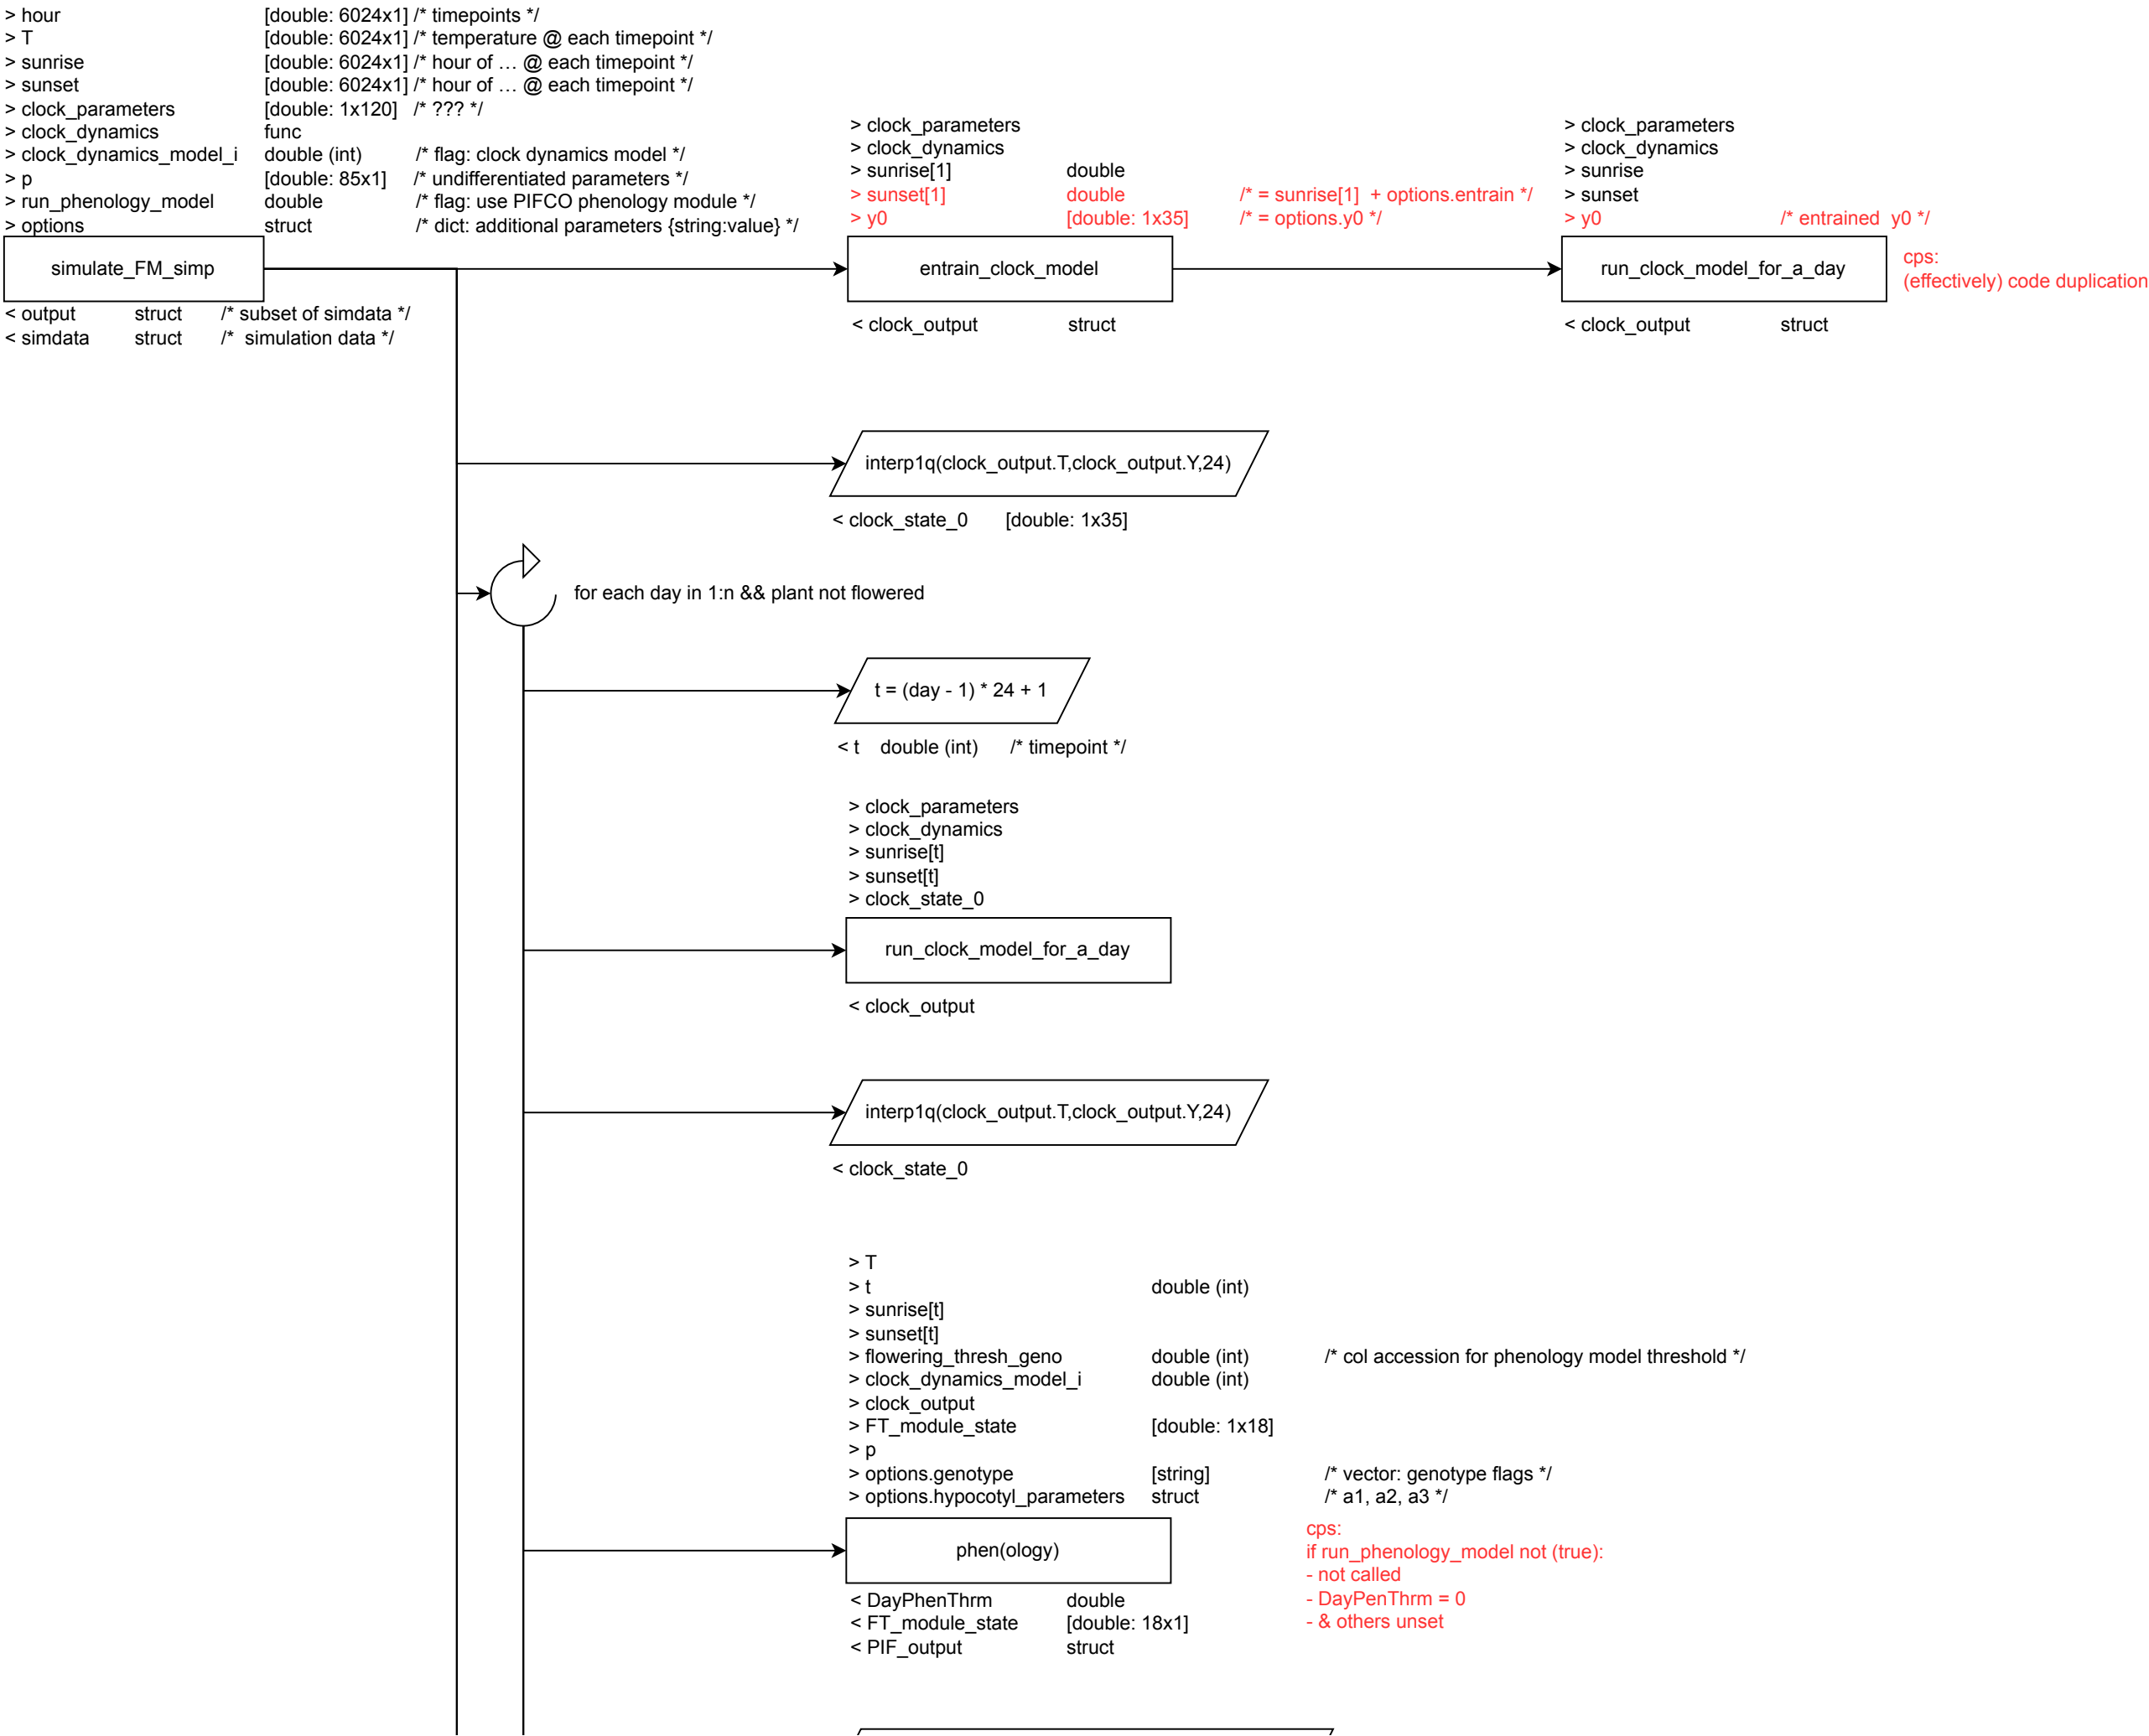 > hour [double: 6024x1] /* timepoints */
> T [double: 6024x1] /* temperature @ each timepoint */
> sunrise [double: 6024x1] /* hour of … @ each timepoint */
> sunset [double: 6024x1] /* hour of … @ each timepoint */
> clock_parameters [double: 1x120] /* ??? */
> clock_dynamics func
> clock_dynamics_model_i double (int) /* flag: clock dynamics model */
> p [double: 85x1] /* undifferentiated parameters */
> run_phenology_model double /* flag: use PIFCO phenology module */
> options struct /* dict: additional parameters {string:value} */
simulate_FM_simp
< output struct /* subset of simdata */
< simdata struct /* simulation data */
> clock_parameters
> clock_dynamics
> sunrise[1] double
> sunset[1] double /* = sunrise[1] + options.entrain */
> y0 [double: 1x35] /* = options.y0 */
entrain_clock_model
< clock_output struct
> clock_parameters
> clock_dynamics
> sunrise
> sunset
> y0 /* entrained y0 */
run_clock_model_for_a_day
cps:
(effectively) code duplication
< clock_output struct
interp1q(clock_output.T,clock_output.Y,24)
< clock_state_0 [double: 1x35]
for each day in 1:n && plant not flowered
t = (day - 1) * 24 + 1
< t double (int) /* timepoint */
> clock_parameters
> clock_dynamics
> sunrise[t]
> sunset[t]
> clock_state_0
run_clock_model_for_a_day
< clock_output
interp1q(clock_output.T,clock_output.Y,24)
< clock_state_0
> T
> t double (int)
> sunrise[t]
> sunset[t]
> flowering_thresh_geno double (int) /* col accession for phenology model threshold */
> clock_dynamics_model_i double (int)
> clock_output
> FT_module_state [double: 1x18]
> p
> options.genotype [string] /* vector: genotype flags */
> options.hypocotyl_parameters struct /* a1, a2, a3 */
phen(ology)
cps:
if run_phenology_model not (true):
- not called
- DayPenThrm = 0
- & others unset
< DayPhenThrm double
< FT_module_state [double: 18x1]
< PIF_output struct